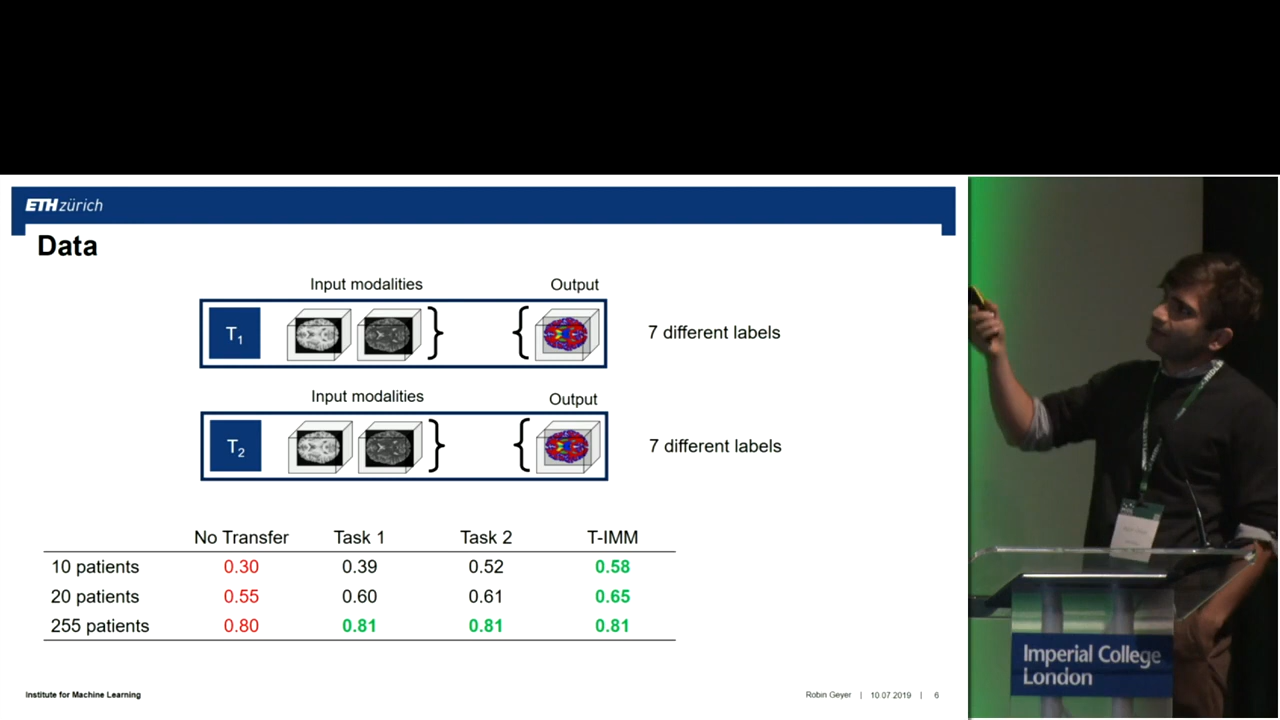 ETH zürich
Data
Input modalities Output
T1 7 different labels
Input modalities Output
T2 7 different labels
No Transfer Task 1 Task 2 T-IMM
10 patients 0.30 0.39 0.52 0.58
20 patients 0.55 0.60 0.61 0.65
255 patients 0.80 0.81 0.81 0.81
Institute for Machine Learning Robin Geyer | 10 07 2019 | 6
Imperial College
London